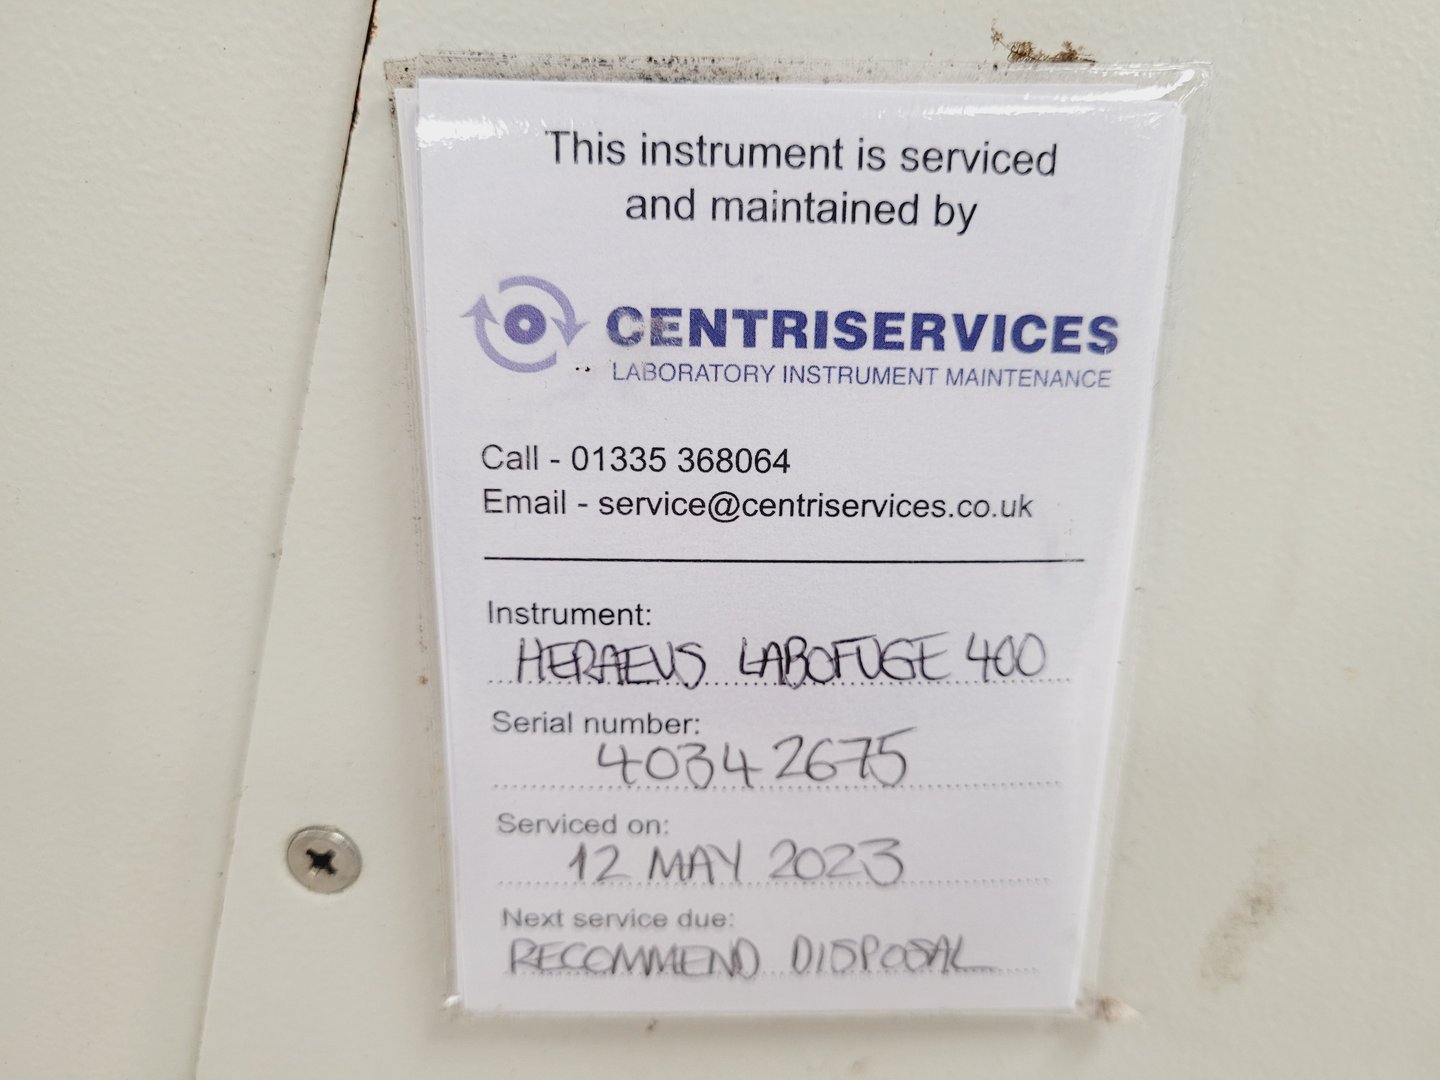 This instrument is serviced
and maintained by
CENTRISERVICES
LABORATORY INSTRUMENT MAINTENANCE
Call - 01335 368064
Email - service@centriservices.co.uk
Instrument:
HERAEUS LABOFUGE 400
Serial number:
40342675
Serviced on:
12 MAY 2023
Next service due:
RECOMMEND DISPOSAL